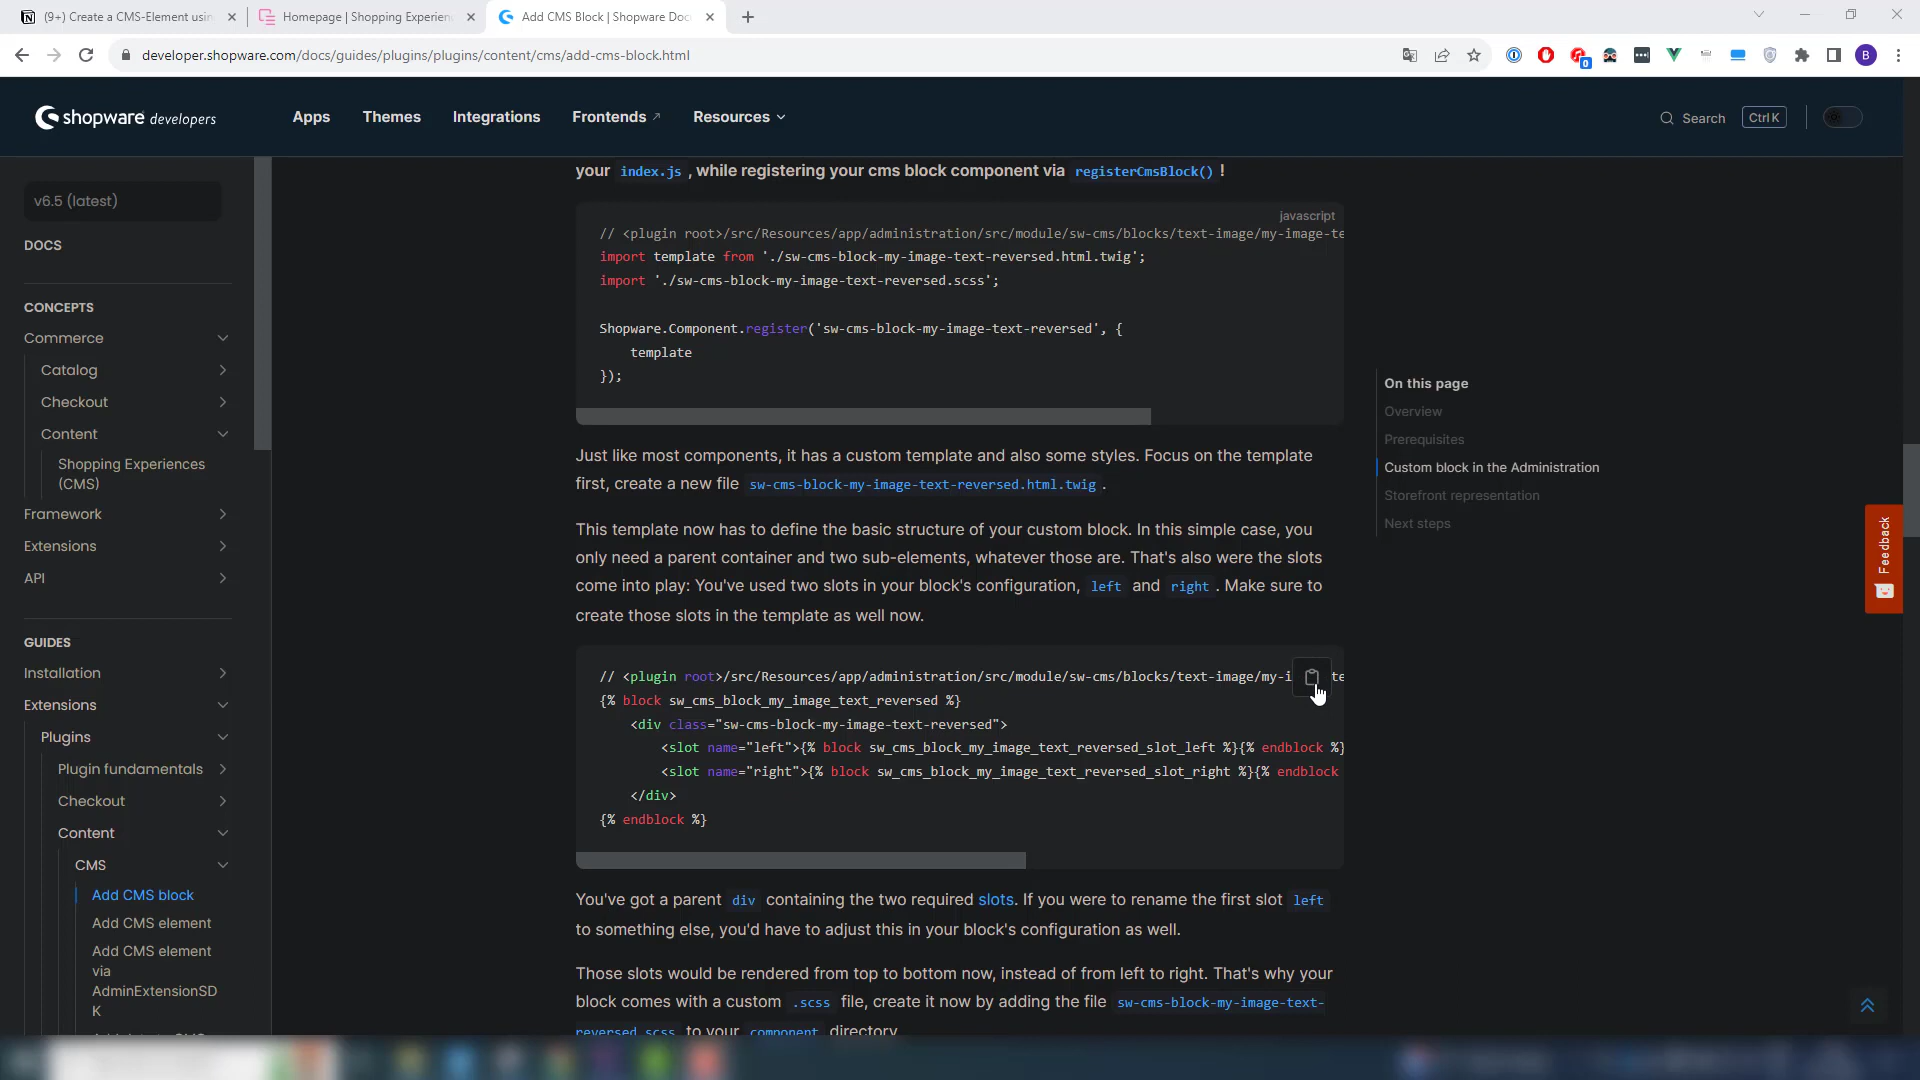 (9+) Create a CMS-Element usin
Homepage | Shopping Experien
Add CMS Block | Shopware Doc
developer.shopware.com/docs/guides/plugins/plugins/content/cms/add-cms-block.html
0
B
shopware developers
Apps
Themes
Integrations
Frontends
Resources
Search
Ctrl K
v6.5 (latest)
DOCS
CONCEPTS
Commerce
Catalog
Checkout
Content
Shopping Experiences
(CMS)
Framework
Extensions
API
GUIDES
Installation
Extensions
Plugins
Plugin fundamentals
Checkout
Content
CMS
Add CMS block
Add CMS element
Add CMS element
via
AdminExtensionSD
K
your index.js , while registering your cms block component via registerCmsBlock() !
javascript
// <plugin root>/src/Resources/app/administration/src/module/sw-cms/blocks/text-image/my-image-te
import template from './sw-cms-block-my-image-text-reversed.html.twig';
import './sw-cms-block-my-image-text-reversed.scss';
Shopware.Component.register('sw-cms-block-my-image-text-reversed', {
template
});
Just like most components, it has a custom template and also some styles. Focus on the template
first, create a new file sw-cms-block-my-image-text-reversed.html.twig .
This template now has to define the basic structure of your custom block. In this simple case, you
only need a parent container and two sub-elements, whatever those are. That's also were the slots
come into play: You've used two slots in your block's configuration, left and right . Make sure to
create those slots in the template as well now.
// <plugin root>/src/Resources/app/administration/src/module/sw-cms/blocks/text-image/my-i te
{% block sw_cms_block_my_image_text_reversed %}
<div class="sw-cms-block-my-image-text-reversed">
<slot name="left">{% block sw_cms_block_my_image_text_reversed_slot_left %}{% endblock %}
<slot name="right">{% block sw_cms_block_my_image_text_reversed_slot_right %}{% endblock
</div>
{% endblock %}
You've got a parent div containing the two required slots. If you were to rename the first slot left
to something else, you'd have to adjust this in your block's configuration as well.
Those slots would be rendered from top to bottom now, instead of from left to right. That's why your
block comes with a custom .scss file, create it now by adding the file sw-cms-block-my-image-text-
reversed.scss to your component directory
On this page
Overview
Prerequisites
Custom block in the Administration
Storefront representation
Next steps
Feedback